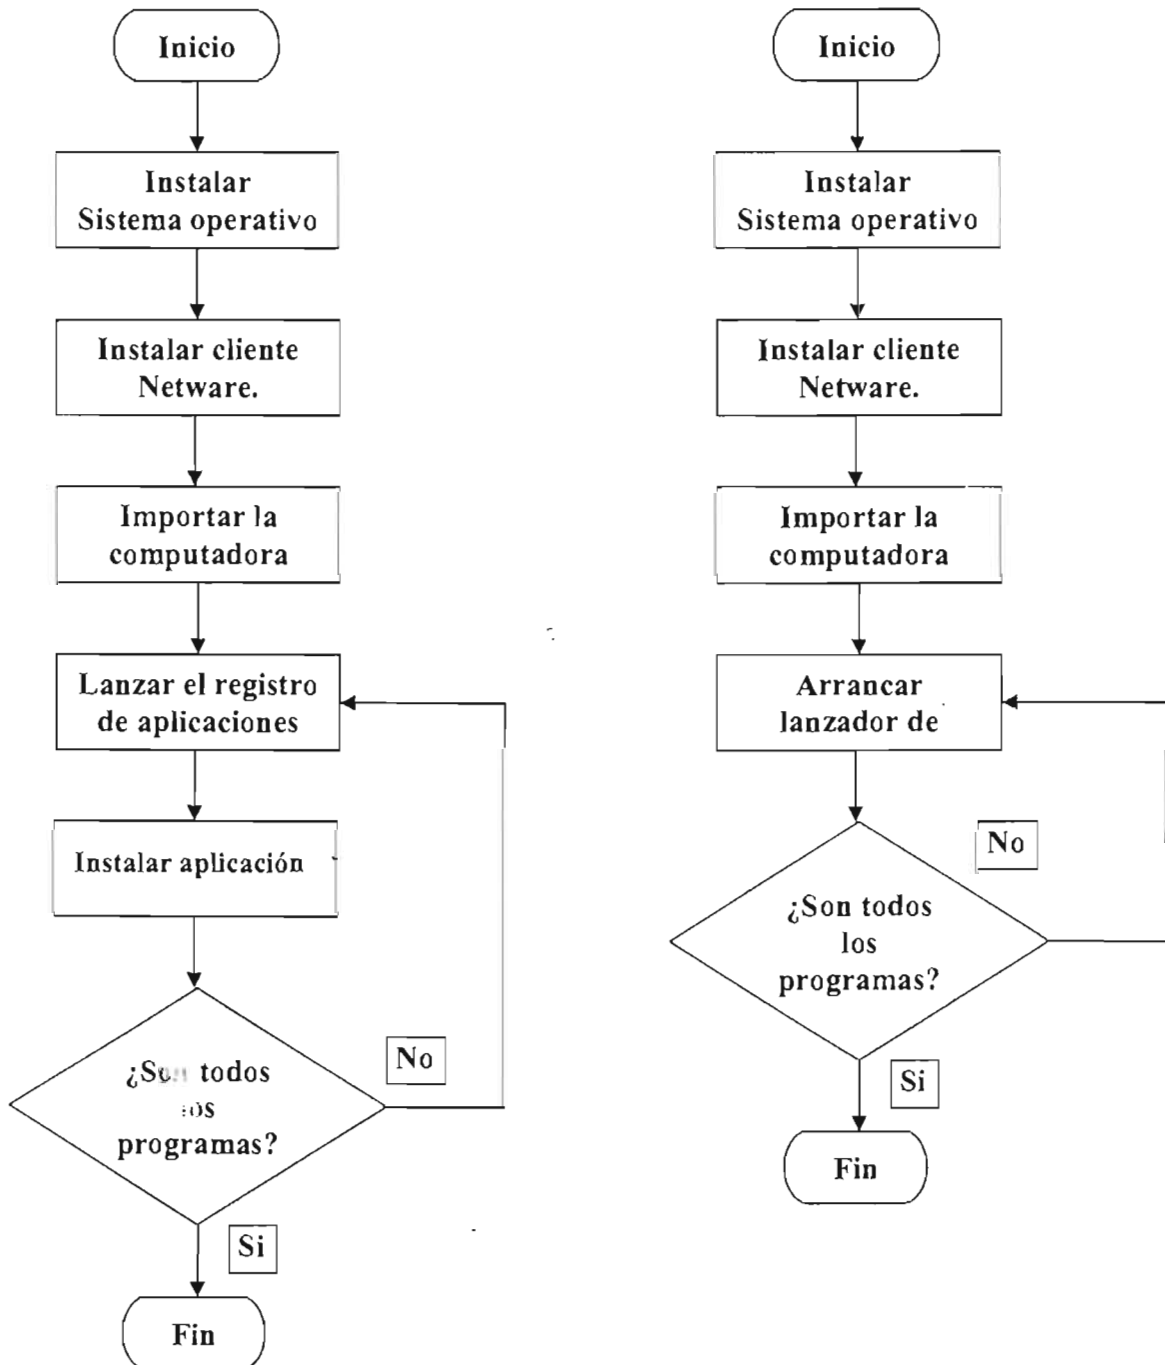 Inicio
Instalar
Sistema operativo
Instalar cliente
Netware.
Importar la
computadora
Lanzar el registro
de aplicaciones
Instalar aplicación
¿Son todos
los
programas?
No
Si
Fin
Inicio
Instalar
Sistema operativo
Instalar cliente
Netware.
Importar la
computadora
Arrancar
lanzador de
¿Son todos
los
programas?
No
Si
Fin